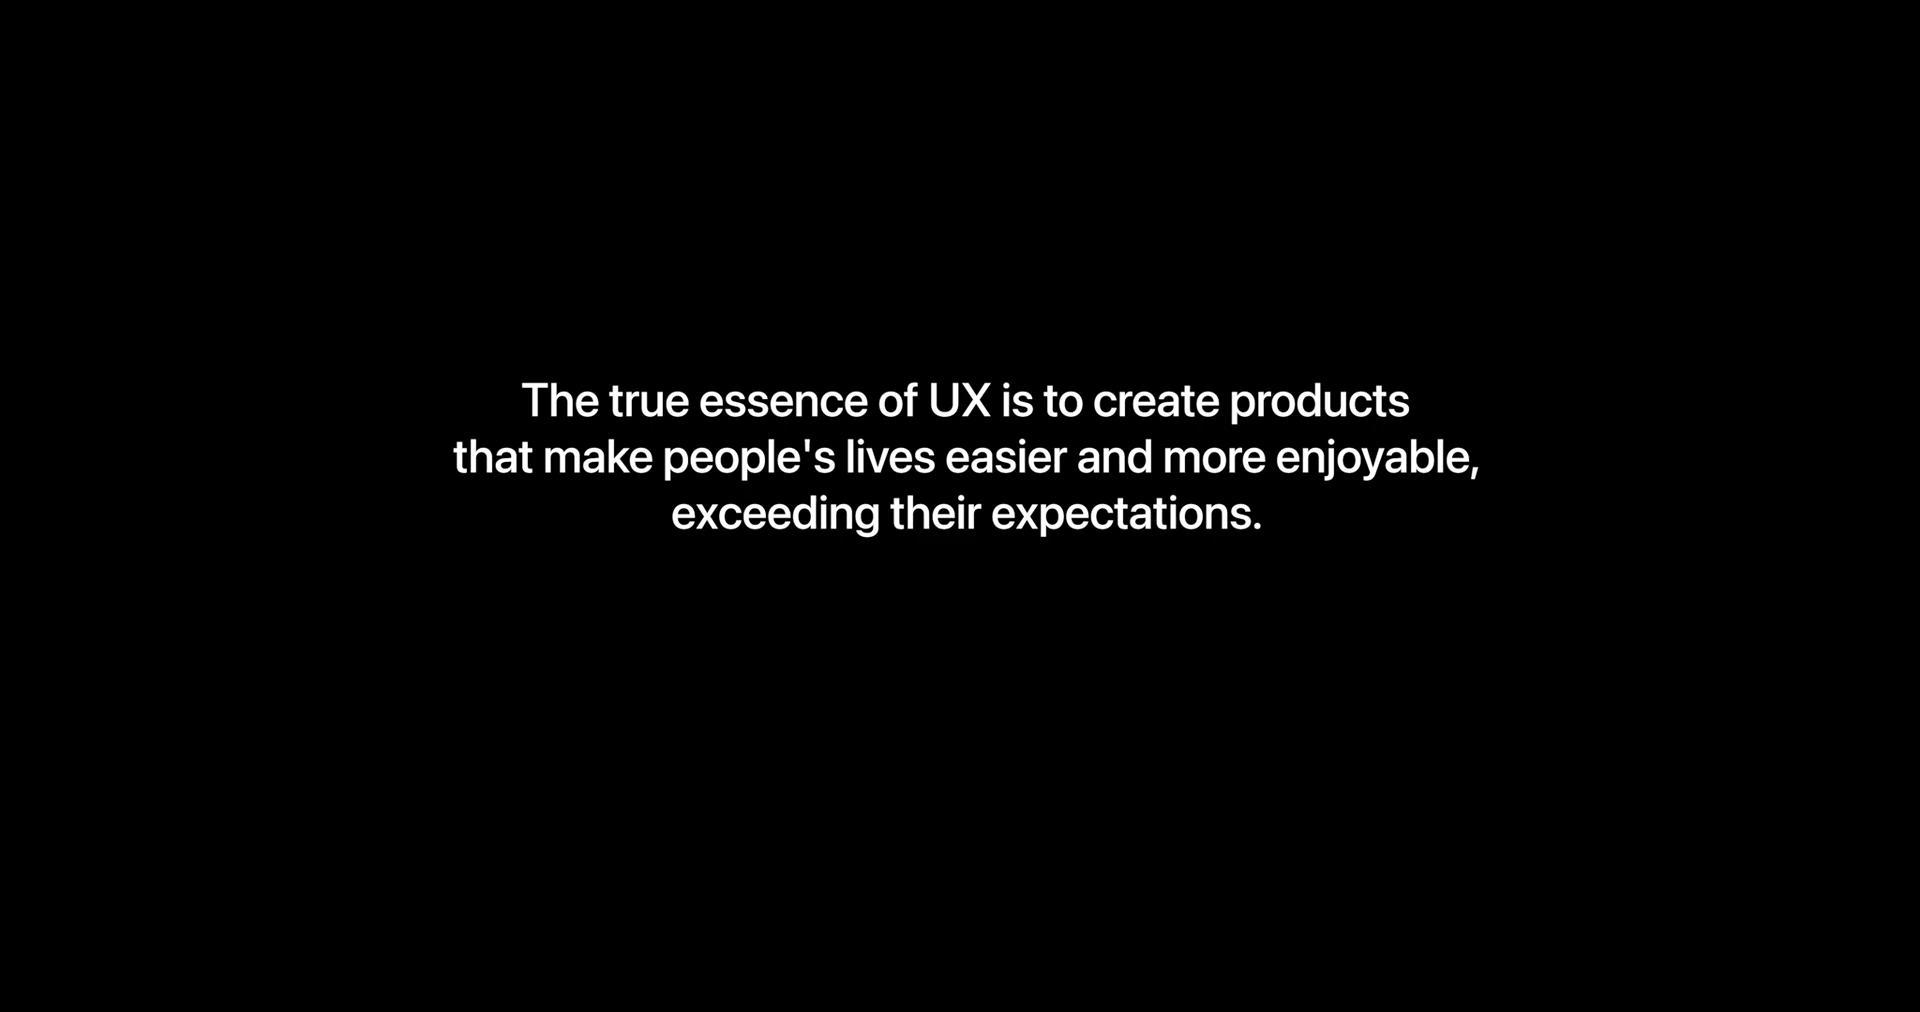 The true essence of UX is to create products
that make people's lives easier and more enjoyable,
exceeding their expectations.